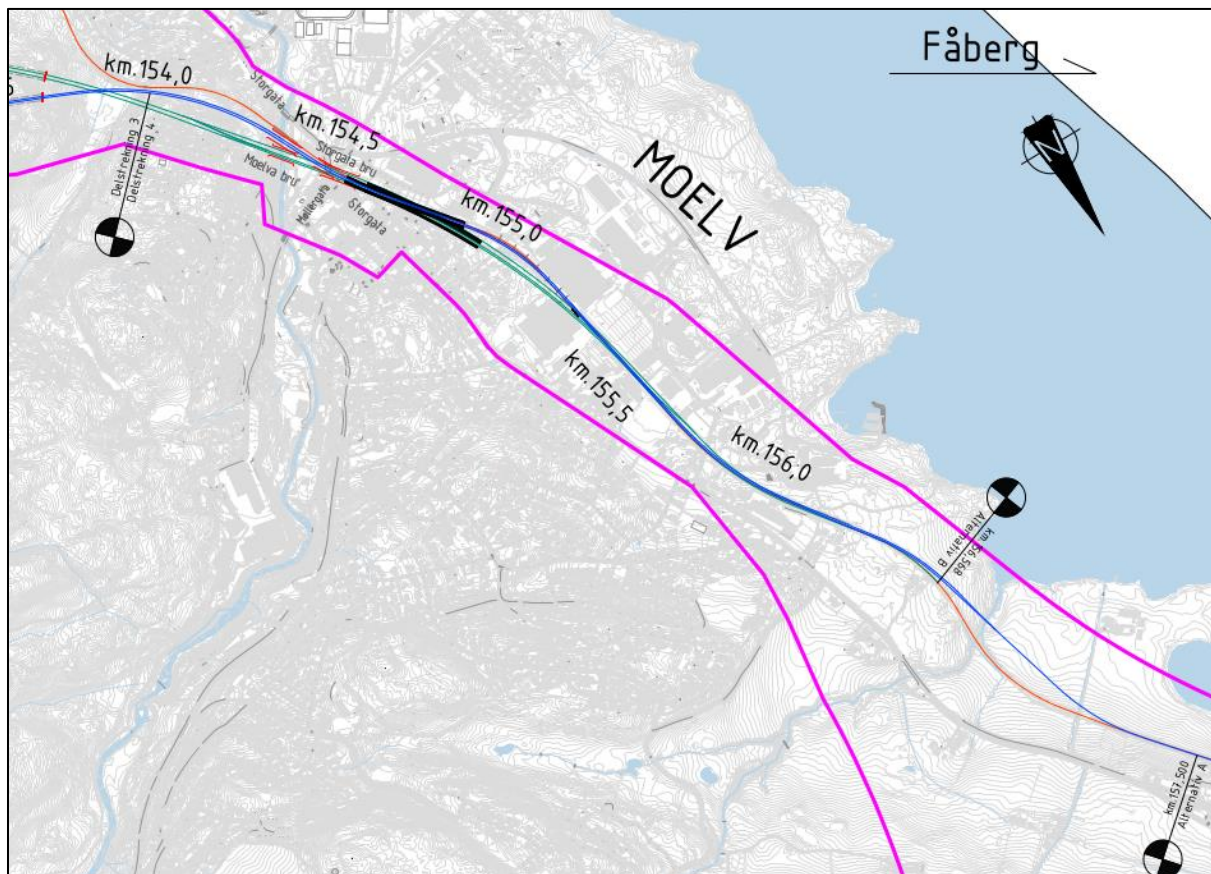 Fåberg
N
MOELV
km.154,0
Storgata
km.154,5
Storgata bru
Moelva bru
Møllergata
Storgata
Delstrekning 3
Delstrekning 4
km.155,0
km.155,5
km.156,0
km.156,568
Alternativ B
km.157,500
Alternativ A